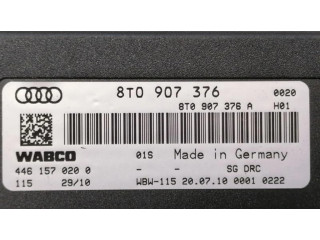 8T0 907 376 0020
8T0 907 376 A H01
WABCO 01S Made in Germany
446 157 020 0 - - SG DRC
115 29/10 WBW-115 20.07.10 0001 0222